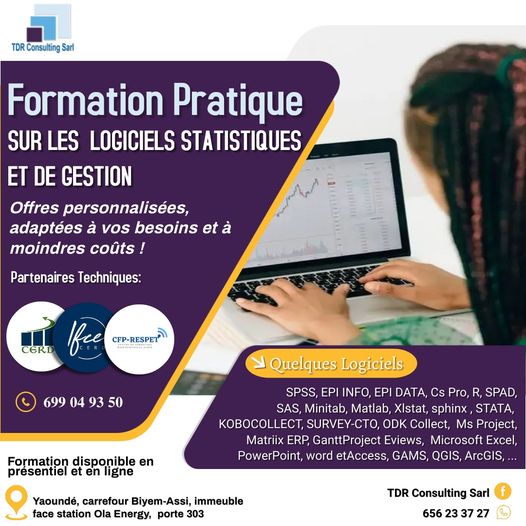 TDR Consulting Sarl
Formation Pratique
SUR LES LOGICIELS STATISTIQUES
ET DE GESTION
Offres personnalisées,
adaptées à vos besoins et à
moindres coûts !
Partenaires Techniques:
CERD
Ifce
CERD
CFP-RESPET
699 04 93 50
Quelques Logiciels
SPSS, EPI INFO, EPI DATA, Cs Pro, R, SPAD,
SAS, Minitab, Matlab, Xlstat, sphinx , STATA,
KOBOCOLLECT, SURVEY-CTO, ODK Collect, Ms Project,
Matriix ERP, GanttProject Eviews, Microsoft Excel,
PowerPoint, word etAccess, GAMS, QGIS, ArcGIS, ...
Formation disponible en
présentiel et en ligne
Yaoundé, carrefour Biyem-Assi, immeuble
face station Ola Energy, porte 303
TDR Consulting Sarl
656 23 37 27